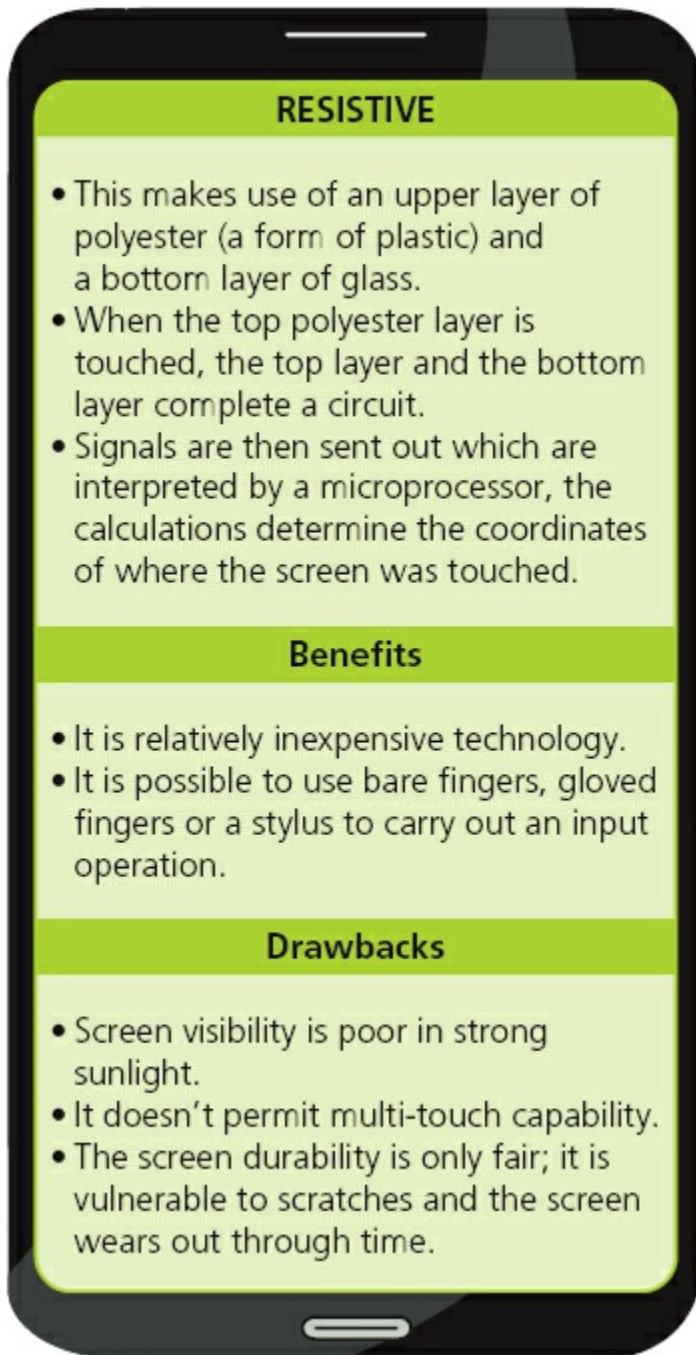 RESISTIVE
• This makes use of an upper layer of
polyester (a form of plastic) and
a bottom layer of glass.
• When the top polyester layer is
touched, the top layer and the bottom
layer complete a circuit.
• Signals are then sent out which are
interpreted by a microprocessor, the
calculations determine the coordinates
of where the screen was touched.
Benefits
• It is relatively inexpensive technology.
• It is possible to use bare fingers, gloved
fingers or a stylus to carry out an input
operation.
Drawbacks
• Screen visibility is poor in strong
sunlight.
• It doesn't permit multi-touch capability.
• The screen durability is only fair; it is
vulnerable to scratches and the screen
wears out through time.